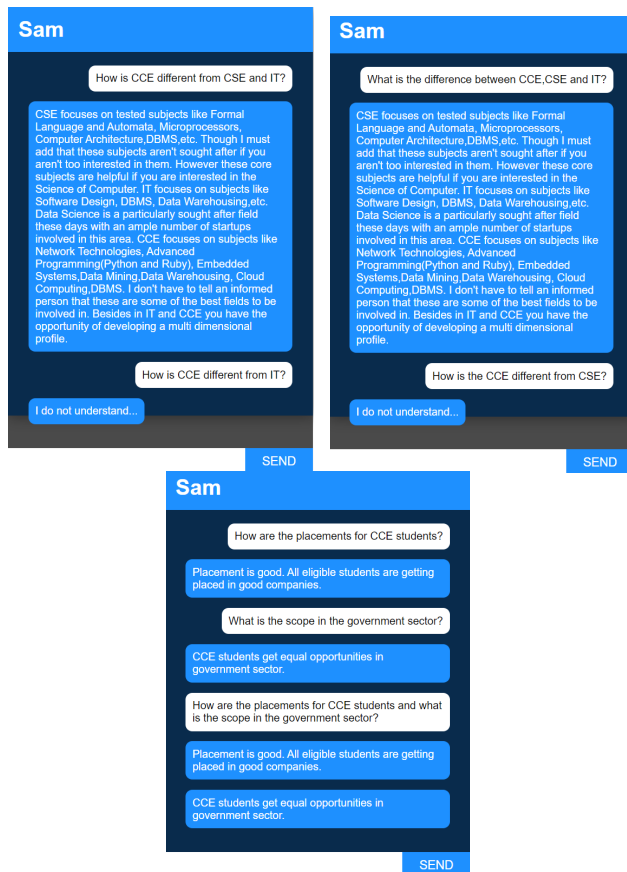 Sam
How is CCE different from CSE and IT?
CSE focuses on tested subjects like Formal
Language and Automata, Microprocessors,
Computer Architecture,DBMS,etc. Though I must
add that these subjects aren't sought after if you
aren't too interested in them. However these core
subjects are helpful if you are interested in the
Science of Computer. IT focuses on subjects like
Software Design, DBMS, Data Warehousing,etc.
Data Science is a particularly sought after field
these days with an ample number of startups
involved in this area. CCE focuses on subjects like
Network Technologies, Advanced
Programming(Python and Ruby), Embedded
Systems,Data Mining,Data Warehousing, Cloud
Computing,DBMS. I don't have to tell an informed
person that these are some of the best fields to be
involved in. Besides in IT and CCE you have the
opportunity of developing a multi dimensional
profile.
How is CCE different from IT?
I do not understand...
SEND
Sam
What is the difference between CCE,CSE and IT?
CSE focuses on tested subjects like Formal
Language and Automata, Microprocessors,
Computer Architecture,DBMS,etc. Though I must
add that these subjects aren't sought after if you
aren't too interested in them. However these core
subjects are helpful if you are interested in the
Science of Computer. IT focuses on subjects like
Software Design, DBMS, Data Warehousing,etc.
Data Science is a particularly sought after field
these days with an ample number of startups
involved in this area. CCE focuses on subjects like
Network Technologies, Advanced
Programming(Python and Ruby), Embedded
Systems,Data Mining,Data Warehousing, Cloud
Computing,DBMS. I don't have to tell an informed
person that these are some of the best fields to be
involved in. Besides in IT and CCE you have the
opportunity of developing a multi dimensional
profile.
How is the CCE different from CSE?
I do not understand...
SEND
Sam
How are the placements for CCE students?
Placement is good. All eligible students are getting
placed in good companies.
What is the scope in the government sector?
CCE students get equal opportunities in
government sector.
How are the placements for CCE students and what
is the scope in the government sector?
Placement is good. All eligible students are getting
placed in good companies.
CCE students get equal opportunities in
government sector.
SEND